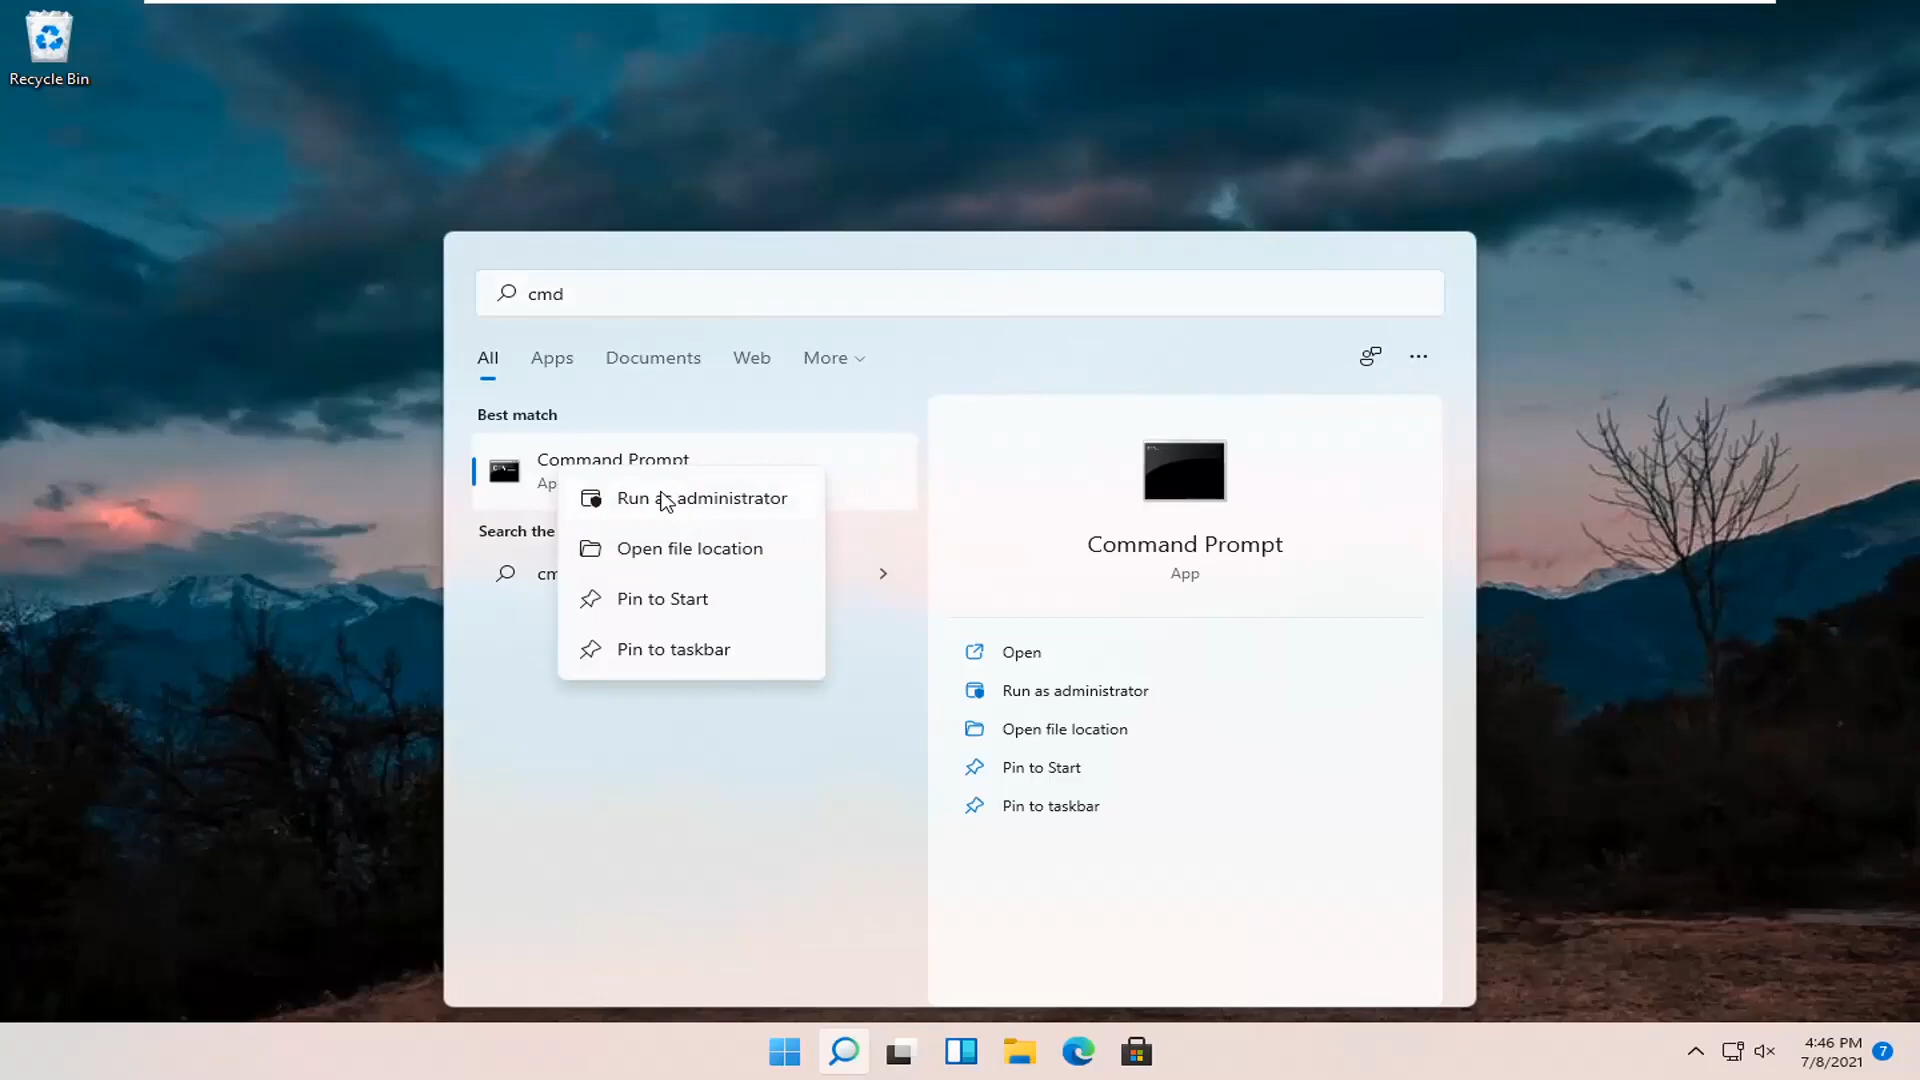 Recycle Bin
cmd
All Apps Documents Web More
Best match
Command Prompt
Run as administrator
Open file location
Pin to Start
Pin to taskbar
Search the
Command Prompt
App
Open
Run as administrator
Open file location
Pin to Start
Pin to taskbar
4:46 PM
7/8/2021
7